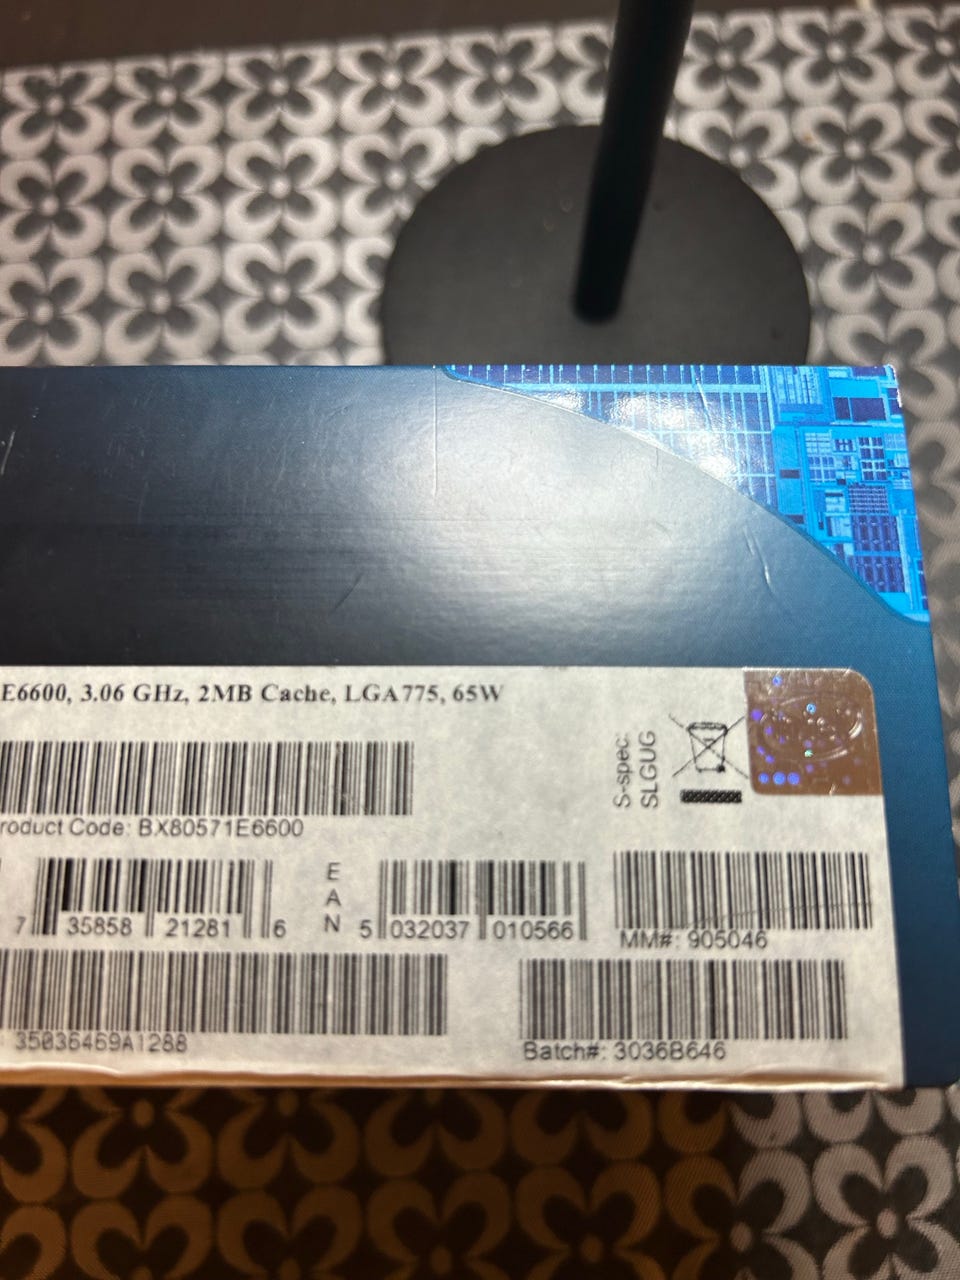 E6600, 3.06 GHz, 2MB Cache, LGA775, 65W
S-spec:
SLGUG
roduct Code: BX80571E6600
7 35858 21281 6
EAN
5 032037 010566
MM#: 905046
35036469A1288
Batch#: 3036B646